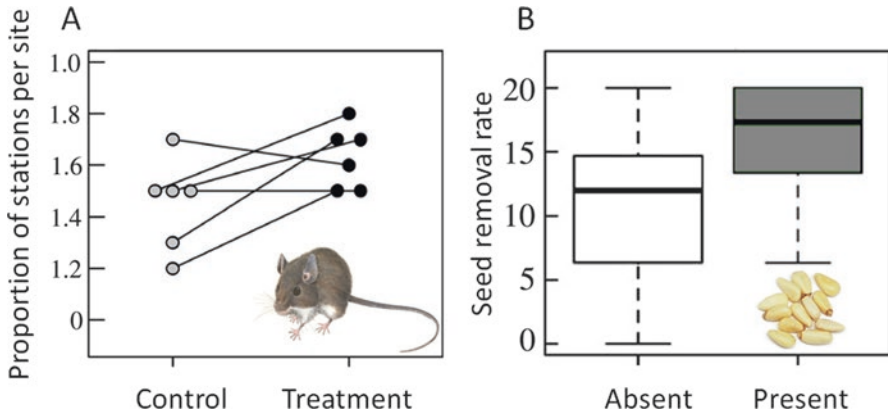 A
Proportion of stations per site
1.0
1.8
1.6
1.4
1.2
0
Control Treatment
B
Seed removal rate
20
15
10
5
0
Absent Present